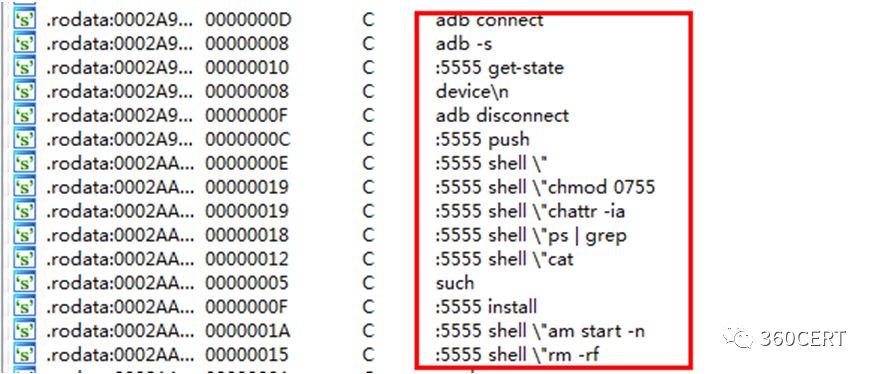 's' .rodata:0002A9... 0000000D C adb connect
's' .rodata:0002A9... 00000008 C adb -s
's' .rodata:0002A9... 00000010 C :5555 get-state
's' .rodata:0002A9... 00000008 C device\n
's' .rodata:0002A9... 0000000F C adb disconnect
's' .rodata:0002A9... 0000000C C :5555 push
's' .rodata:0002AA... 0000000E C :5555 shell \"
's' .rodata:0002AA... 00000019 C :5555 shell \"chmod 0755
's' .rodata:0002AA... 00000019 C :5555 shell \"chattr -ia
's' .rodata:0002AA... 00000018 C :5555 shell \"ps | grep
's' .rodata:0002AA... 00000012 C :5555 shell \"cat
's' .rodata:0002AA... 00000005 C such
's' .rodata:0002AA... 0000000F C :5555 install
's' .rodata:0002AA... 0000001A C :5555 shell \"am start -n
's' .rodata:0002AA... 00000015 C :5555 shell \"rm -rf
360CERT